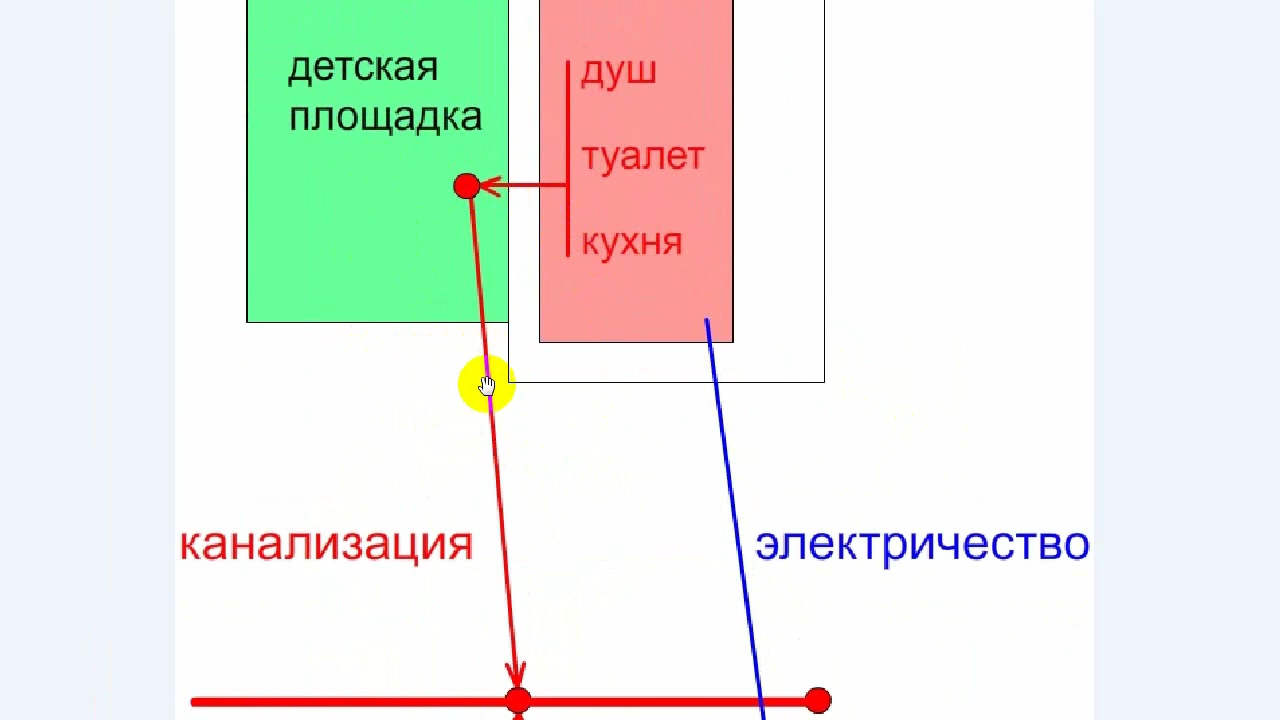 детская
площадка
душ
туалет
кухня
канализация
электричество